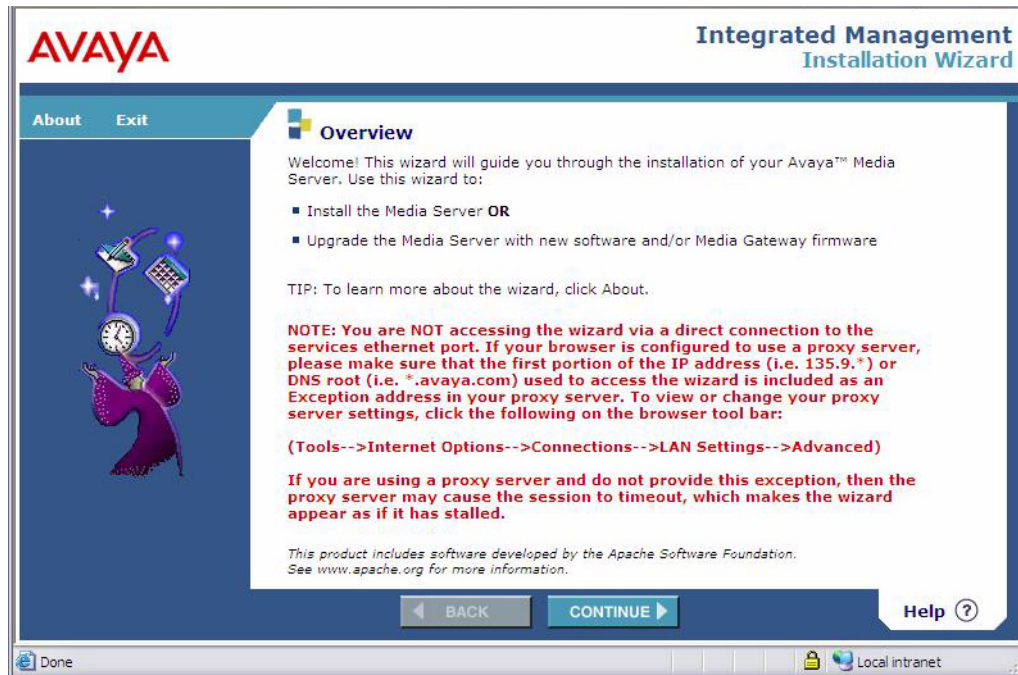 AVAYA
Integrated Management
Installation Wizard
About Exit
Overview
Welcome! This wizard will guide you through the installation of your Avaya™ Media
Server. Use this wizard to:
Install the Media Server OR
Upgrade the Media Server with new software and/or Media Gateway firmware
TIP: To learn more about the wizard, click About.
NOTE: You are NOT accessing the wizard via a direct connection to the
services ethernet port. If your browser is configured to use a proxy server,
please make sure that the first portion of the IP address (i.e. 135.9.*) or
DNS root (i.e. *.avaya.com) used to access the wizard is included as an
Exception address in your proxy server. To view or change your proxy
server settings, click the following on the browser tool bar:
(Tools-->Internet Options-->Connections-->LAN Settings-->Advanced)
If you are using a proxy server and do not provide this exception, then the
proxy server may cause the session to timeout, which makes the wizard
appear as if it has stalled.
This product includes software developed by the Apache Software Foundation.
See www.apache.org for more information.
BACK CONTINUE
Help ?
Done
Local intranet